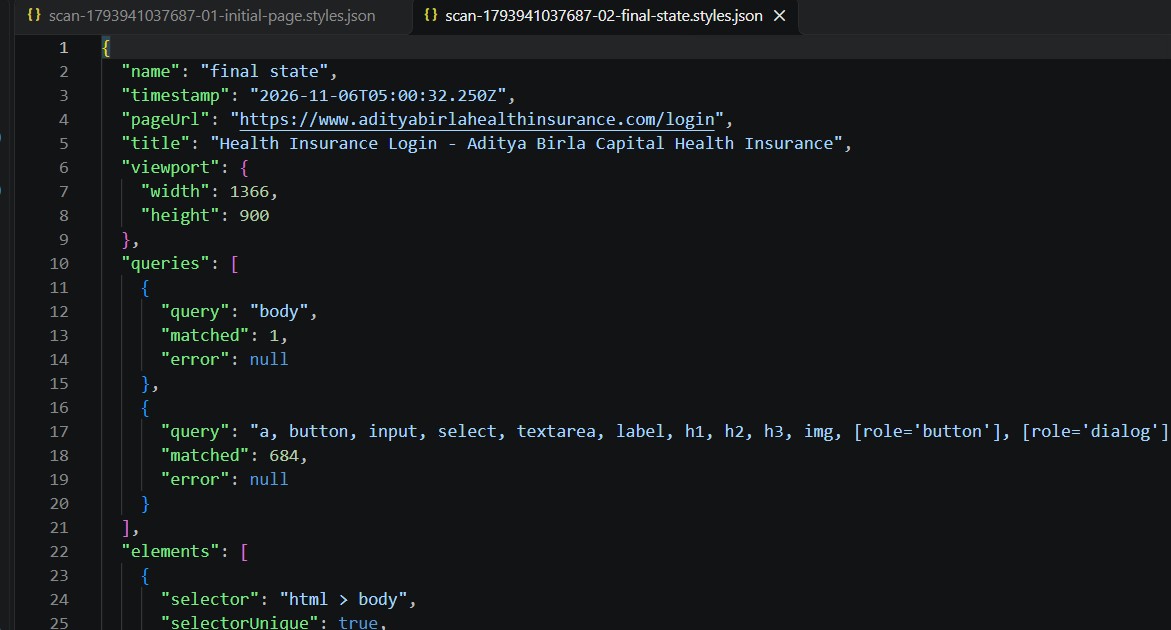 {} scan-1793941037687-01-initial-page.styles.json
{} scan-1793941037687-02-final-state.styles.json ×
1 {
2 "name": "final state",
3 "timestamp": "2026-11-06T05:00:32.250Z",
4 "pageUrl": "https://www.adityabirlahealthinsurance.com/login",
5 "title": "Health Insurance Login - Aditya Birla Capital Health Insurance",
6 "viewport": {
7 "width": 1366,
8 "height": 900
9 },
10 "queries": [
11 {
12 "query": "body",
13 "matched": 1,
14 "error": null
15 },
16 {
17 "query": "a, button, input, select, textarea, label, h1, h2, h3, img, [role='button'], [role='dialog']
18 "matched": 684,
19 "error": null
20 }
21 ],
22 "elements": [
23 {
24 "selector": "html > body",
25 "selectorUnique": true,